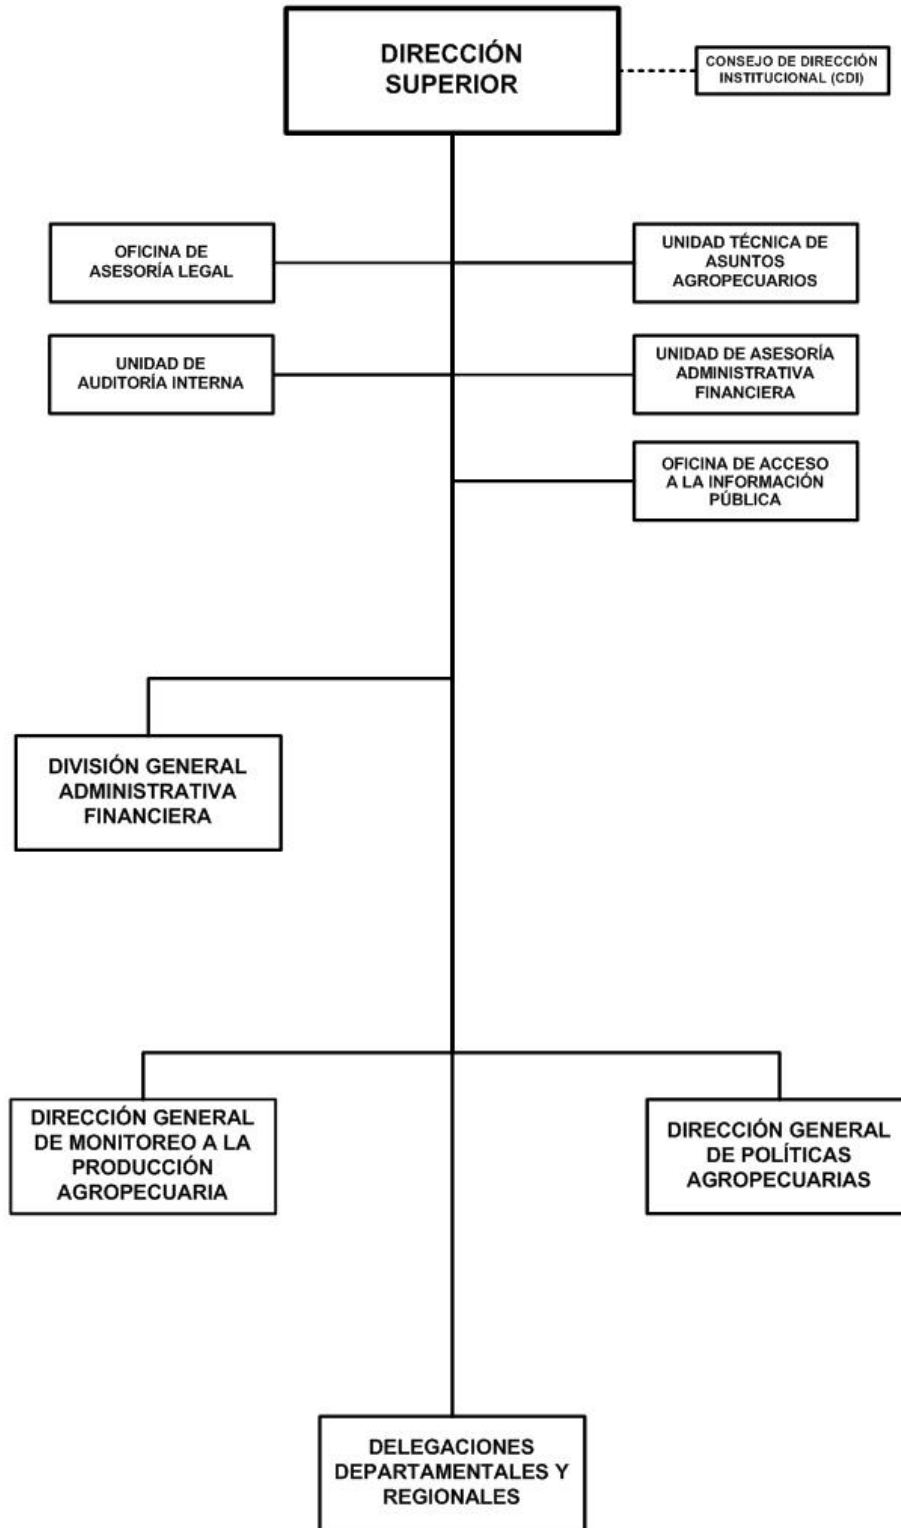 DIRECCIÓN
SUPERIOR
CONSEJO DE DIRECCIÓN
INSTITUCIONAL (CDI)
OFICINA DE
ASESORÍA LEGAL
UNIDAD TÉCNICA DE
ASUNTOS
AGROPECUARIOS
UNIDAD DE
AUDITORÍA INTERNA
UNIDAD DE ASESORÍA
ADMINISTRATIVA
FINANCIERA
OFICINA DE ACCESO
A LA INFORMACIÓN
PÚBLICA
DIVISIÓN GENERAL
ADMINISTRATIVA
FINANCIERA
DIRECCIÓN GENERAL
DE MONITOREO A LA
PRODUCCIÓN
AGROPECUARIA
DIRECCIÓN GENERAL
DE POLÍTICAS
AGROPECUARIAS
DELEGACIONES
DEPARTAMENTALES Y
REGIONALES